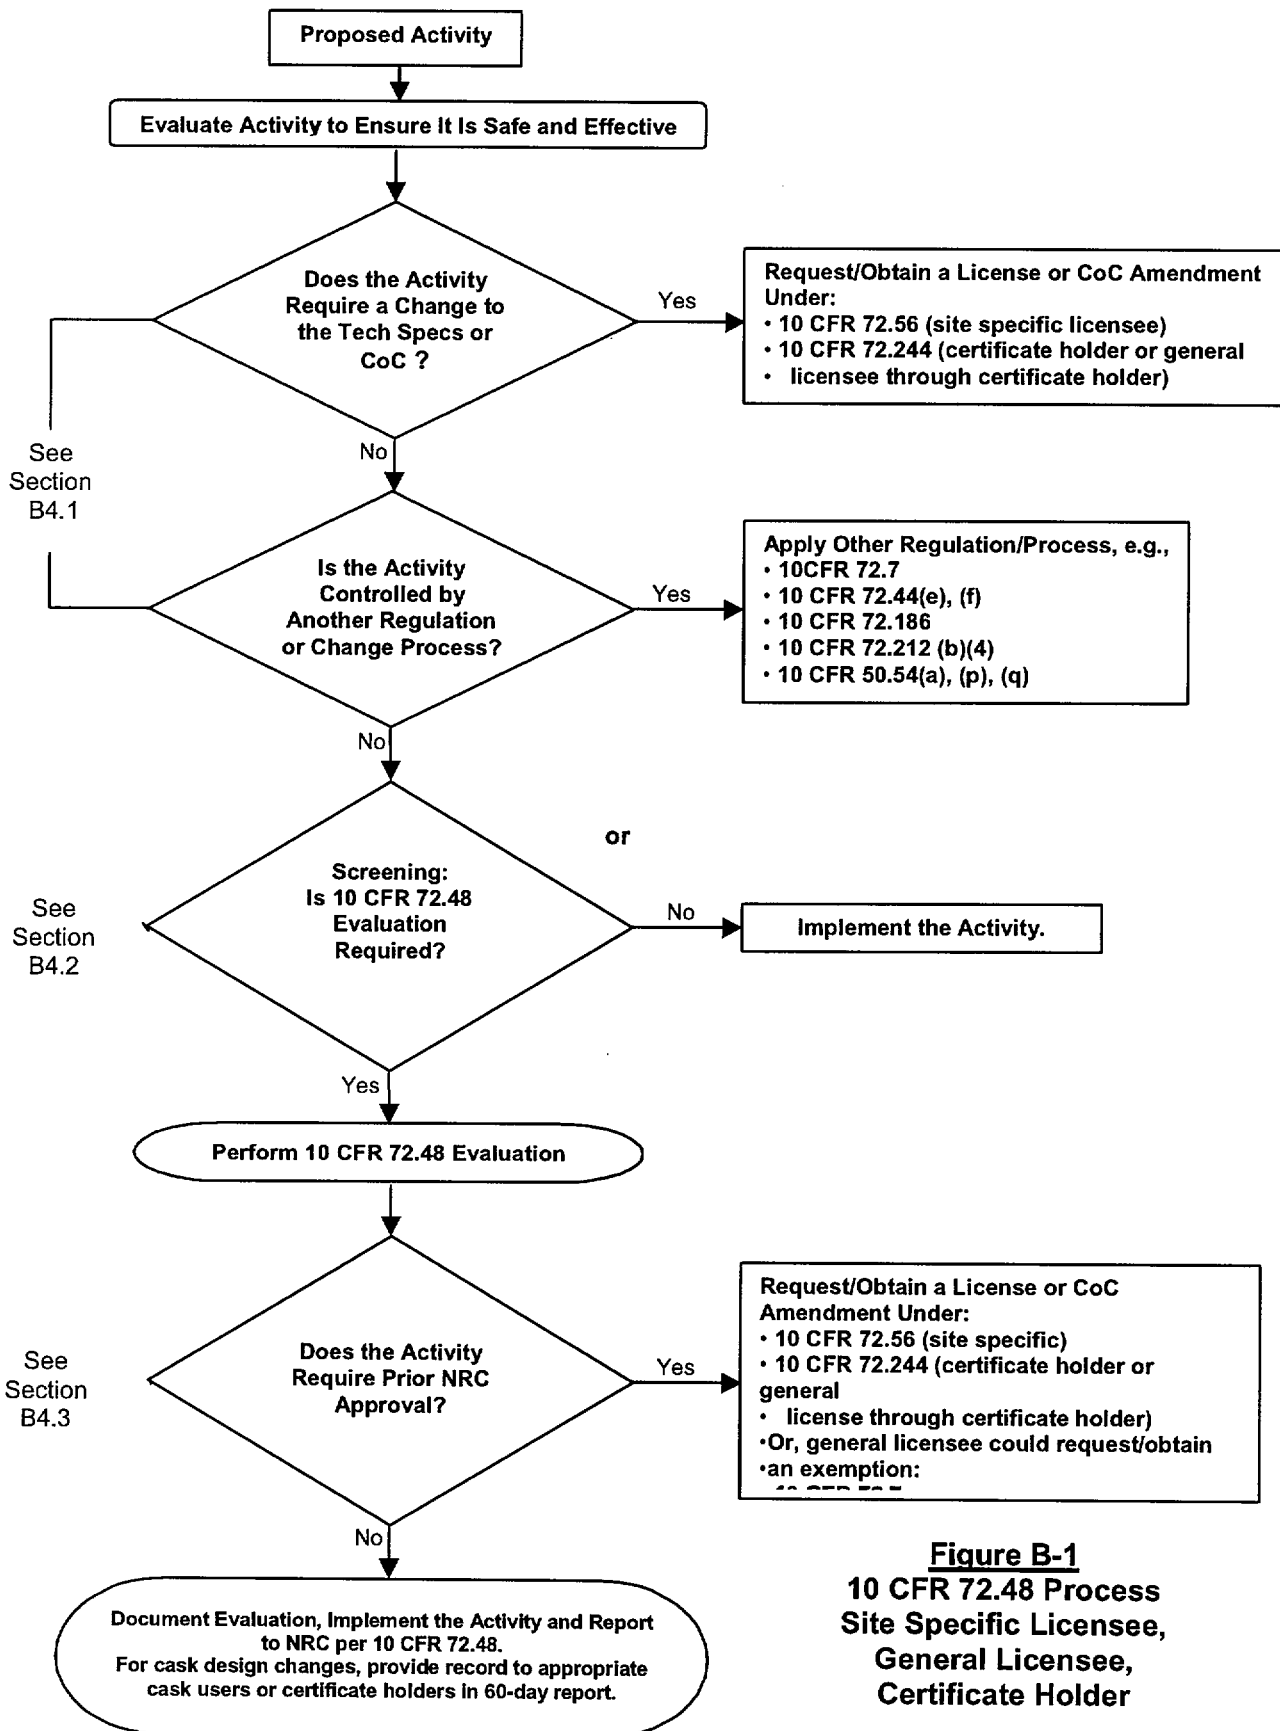 Proposed Activity
Evaluate Activity to Ensure It Is Safe and Effective
Does the Activity
Require a Change to
the Tech Specs or
CoC ?
Yes
Request/Obtain a License or CoC Amendment
Under:
• 10 CFR 72.56 (site specific licensee)
• 10 CFR 72.244 (certificate holder or general
• licensee through certificate holder)
See
Section
B4.1
No
Is the Activity
Controlled by
Another Regulation
or Change Process?
Yes
Apply Other Regulation/Process, e.g.,
• 10CFR 72.7
• 10 CFR 72.44(e), (f)
• 10 CFR 72.186
• 10 CFR 72.212 (b)(4)
• 10 CFR 50.54(a), (p), (q)
No
or
See
Section
B4.2
Screening:
Is 10 CFR 72.48
Evaluation
Required?
No
Implement the Activity.
Yes
Perform 10 CFR 72.48 Evaluation
See
Section
B4.3
Does the Activity
Require Prior NRC
Approval?
Yes
Request/Obtain a License or CoC
Amendment Under:
• 10 CFR 72.56 (site specific)
• 10 CFR 72.244 (certificate holder or
general
• license through certificate holder)
•Or, general licensee could request/obtain
•an exemption:
No
Document Evaluation, Implement the Activity and Report
to NRC per 10 CFR 72.48.
For cask design changes, provide record to appropriate
cask users or certificate holders in 60-day report.
Figure B-1
10 CFR 72.48 Process
Site Specific Licensee,
General Licensee,
Certificate Holder